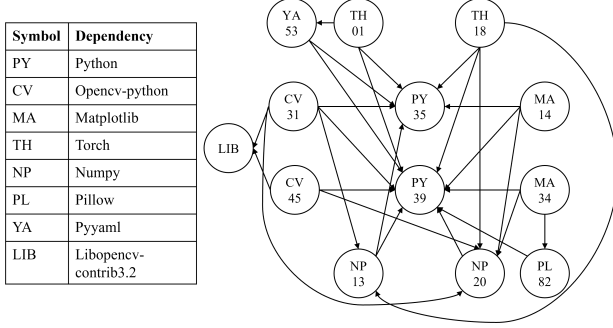 Symbol Dependency
PY Python
CV Opencv-python
MA Matplotlib
TH Torch
NP Numpy
PL Pillow
YA Pyyaml
LIB Libopencv-
contrib3.2
YA
53
TH
01
TH
18
CV
31
PY
35
MA
14
LIB
CV
45
PY
39
MA
34
NP
13
NP
20
PL
82